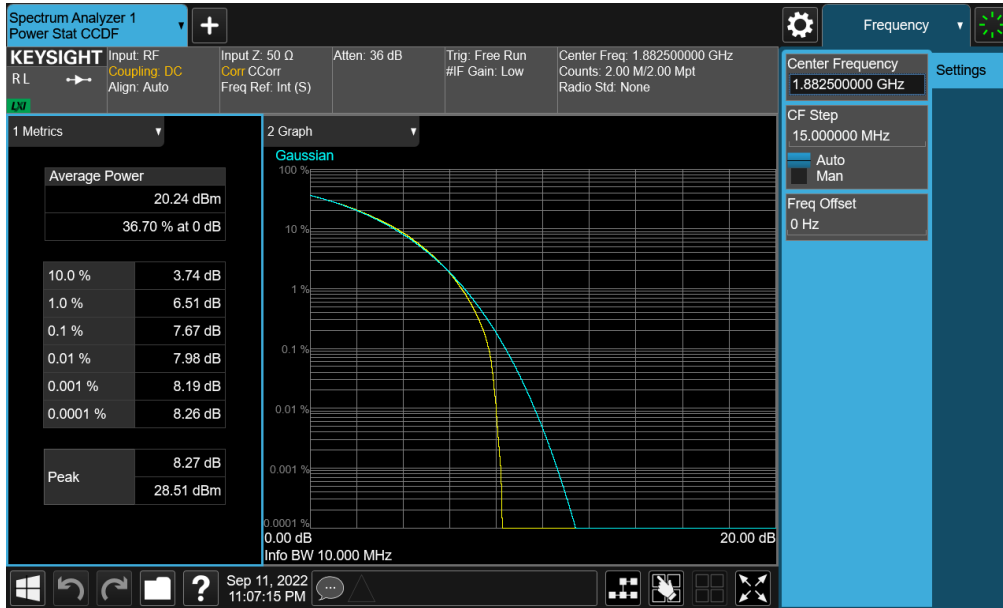 Spectrum Analyzer 1
Power Stat CCDF
+
Frequency
KEYSIGHT
RL
LXI
Input: RF
Coupling: DC
Align: Auto
Input Z: 50 Ω
Corr CCorr
Freq Ref: Int (S)
Atten: 36 dB
Trig: Free Run
#IF Gain: Low
Center Freq: 1.882500000 GHz
Counts: 2.00 M/2.00 Mpt
Radio Std: None
Center Frequency
1.882500000 GHz
Settings
CF Step
15.000000 MHz
Auto
Man
Freq Offset
0 Hz
1 Metrics
Average Power
20.24 dBm
36.70 % at 0 dB
10.0 % 3.74 dB
1.0 % 6.51 dB
0.1 % 7.67 dB
0.01 % 7.98 dB
0.001 % 8.19 dB
0.0001 % 8.26 dB
Peak
8.27 dB
28.51 dBm
2 Graph
Gaussian
100 %
10 %
1 %
0.1 %
0.01 %
0.001 %
0.0001 %
0.00 dB 20.00 dB
Info BW 10.000 MHz
?
Sep 11, 2022
11:07:15 PM